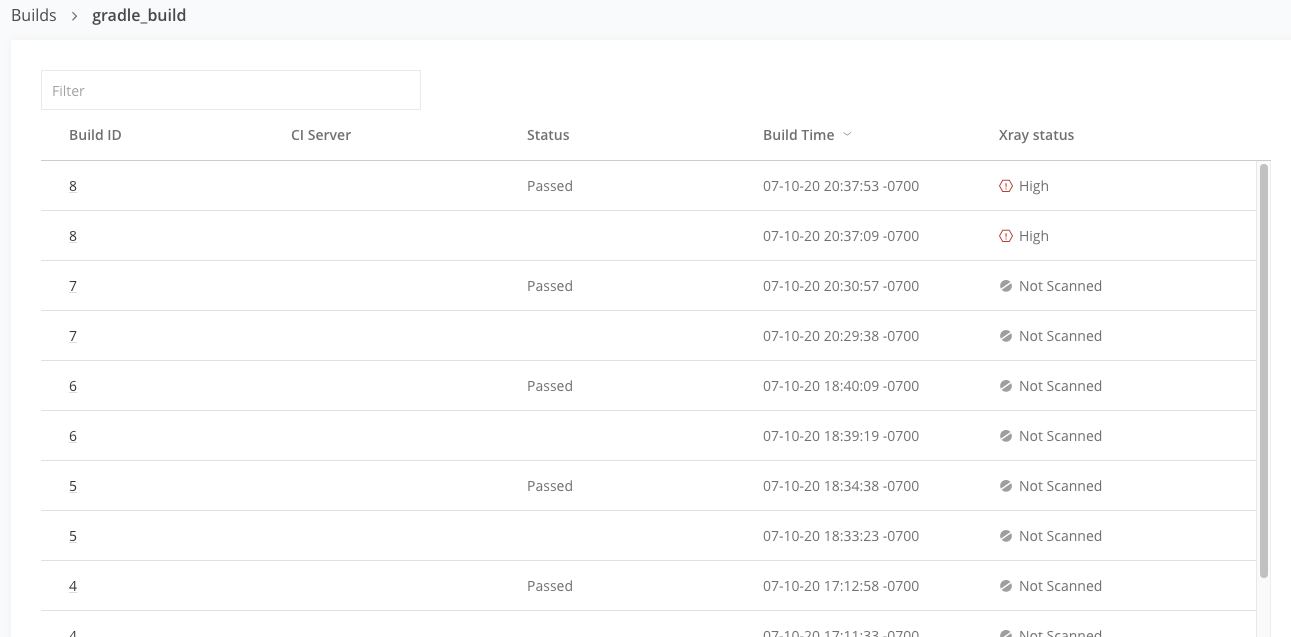 Builds > gradle_build
Filter
Build ID CI Server Status Build Time Xray status
8 Passed 07-10-20 20:37:53 -0700 High
8 07-10-20 20:37:09 -0700 High
7 Passed 07-10-20 20:30:57 -0700 Not Scanned
7 07-10-20 20:29:38 -0700 Not Scanned
6 Passed 07-10-20 18:40:09 -0700 Not Scanned
6 07-10-20 18:39:19 -0700 Not Scanned
5 Passed 07-10-20 18:34:38 -0700 Not Scanned
5 07-10-20 18:33:23 -0700 Not Scanned
4 Passed 07-10-20 17:12:58 -0700 Not Scanned
4 07-10-20 17:11:33 -0700 Not Scanned